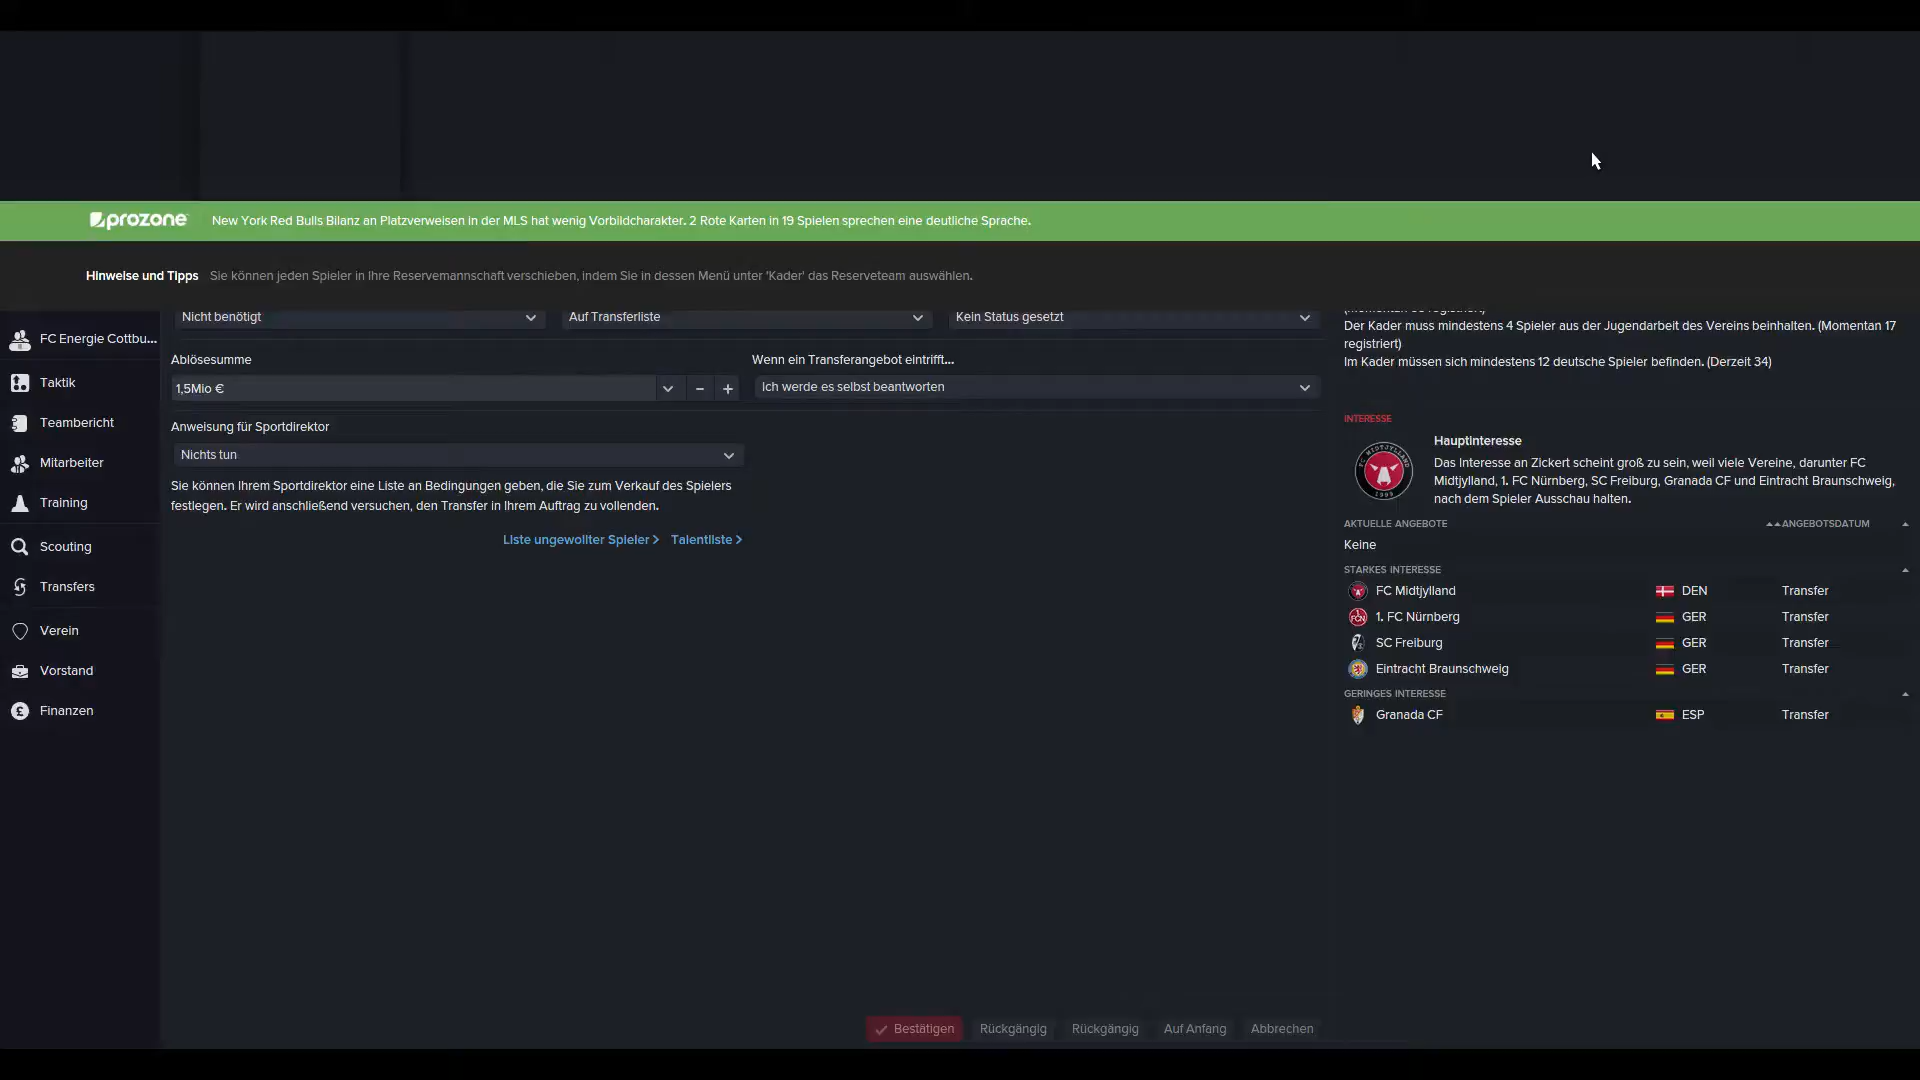 prozone New York Red Bulls Bilanz an Platzverweisen in der MLS hat wenig Vorbildcharakter. 2 Rote Karten in 19 Spielen sprechen eine deutliche Sprache.
Hinweise und Tipps Sie können jeden Spieler in Ihre Reservemannschaft verschieben, indem Sie in dessen Menü unter 'Kader' das Reserveteam auswählen.
FC Energie Cottbu...
Taktik
Teambericht
Mitarbeiter
Training
Scouting
Transfers
Verein
Vorstand
Finanzen
Nicht benötigt
Auf Transferliste
Kein Status gesetzt
Ablösesumme
1,5Mio €
Wenn ein Transferangebot eintrifft...
Ich werde es selbst beantworten
Anweisung für Sportdirektor
Nichts tun
Sie können Ihrem Sportdirektor eine Liste an Bedingungen geben, die Sie zum Verkauf des Spielers
festlegen. Er wird anschließend versuchen, den Transfer in Ihrem Auftrag zu vollenden.
Liste ungewollter Spieler > Talentliste >
Der Kader muss mindestens 4 Spieler aus der Jugendarbeit des Vereins beinhalten. (Momentan 17
registriert)
Im Kader müssen sich mindestens 12 deutsche Spieler befinden. (Derzeit 34)
INTERESSE
Hauptinteresse
Das Interesse an Zickert scheint groß zu sein, weil viele Vereine, darunter FC
Midtjylland, 1. FC Nürnberg, SC Freiburg, Granada CF und Eintracht Braunschweig,
nach dem Spieler Ausschau halten.
AKTUELLE ANGEBOTE ANGEBOTSDATUM
Keine
STARKES INTERESSE
FC Midtjylland DEN Transfer
1. FC Nürnberg GER Transfer
SC Freiburg GER Transfer
Eintracht Braunschweig GER Transfer
GERINGES INTERESSE
Granada CF ESP Transfer
Bestätigen Rückgängig Rückgängig Auf Anfang Abbrechen